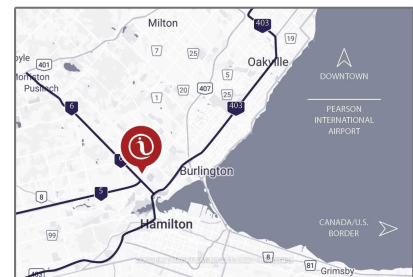 Milton
403
19
401
7
25
Oakville
5
407
20
1
6
403
Puslinch
DOWNTOWN
PEARSON
INTERNATIONAL
AIRPORT
i
6
Burlington
5
8
Hamilton
CANADA/U.S.
BORDER
99
8
81
Grimsby
403